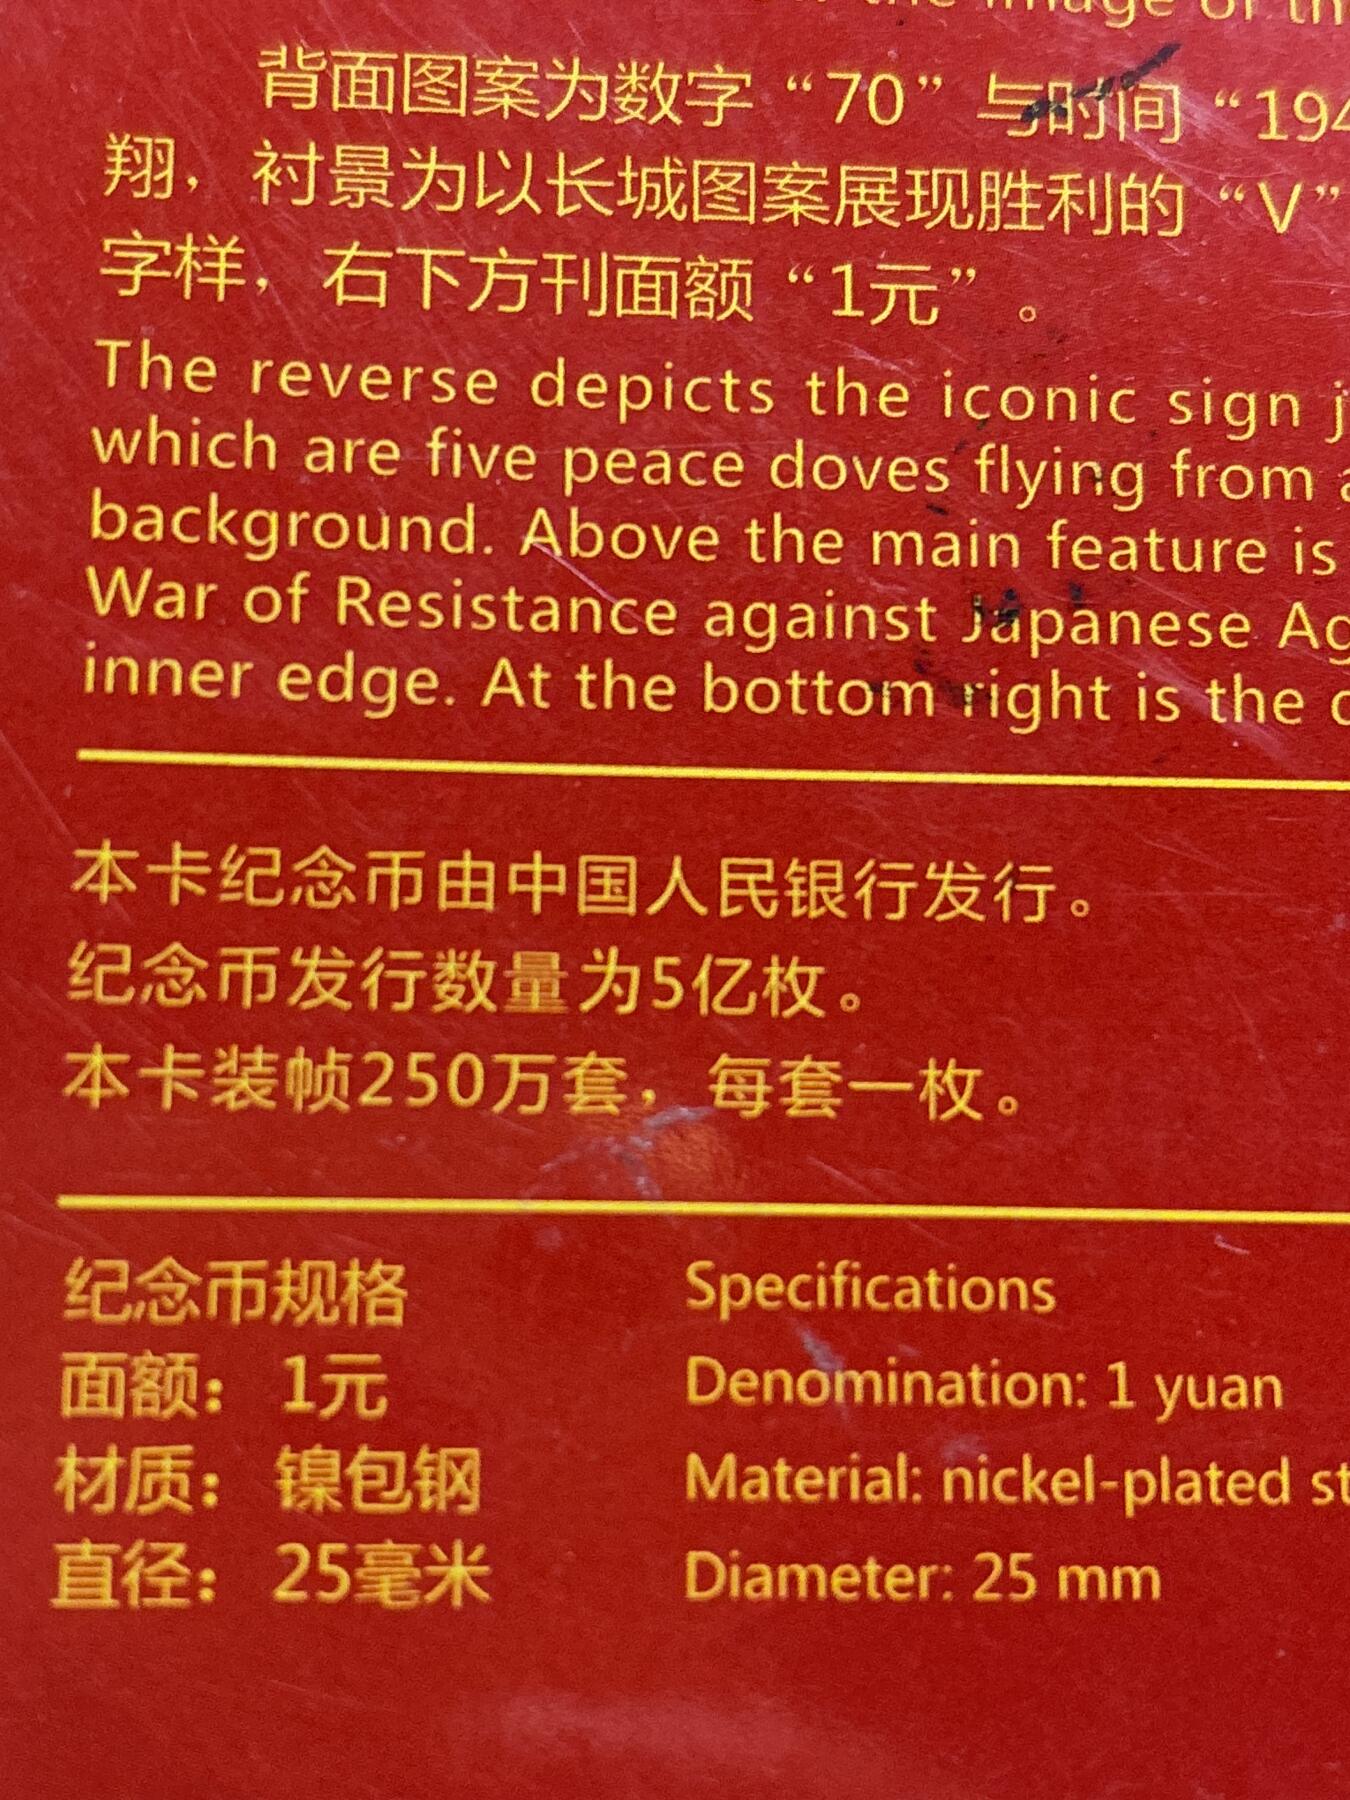 the image of th
背面图案为数字“70”与时间“194
翔，衬景为以长城图案展现胜利的“V”
字样，右下方刊面额“1元”。
The reverse depicts the iconic sign j
which are five peace doves flying from a
background. Above the main feature is
War of Resistance against Japanese Ag
inner edge. At the bottom right is the d
本卡纪念币由中国人民银行发行。
纪念币发行数量为5亿枚。
本卡装帧250万套，每套一枚。
纪念币规格
Specifications
面额：1元
Denomination: 1 yuan
材质：镍包钢
Material: nickel-plated st
直径：25毫米
Diameter: 25 mm